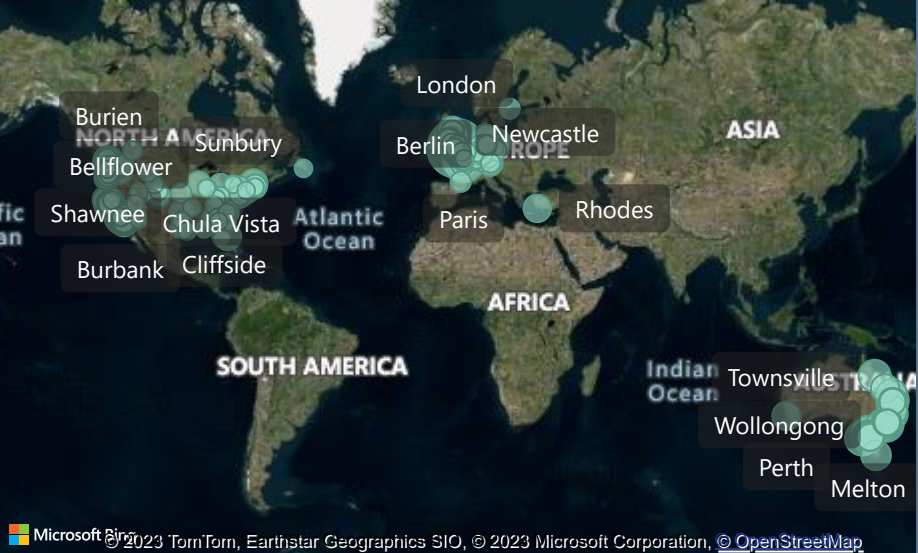 London
Burien
NORTH AMERICA
Sunbury
Newcastle
Berlin
ASIA
Bellflower
Shawnee
Chula Vista
Atlantic
Ocean
Paris
Rhodes
Burbank
Cliffside
AFRICA
SOUTH AMERICA
Indian
Ocean
Townsville
Wollongong
Perth
Melton
Microsoft Bing
© 2023 TomTom, Earthstar Geographics SIO, © 2023 Microsoft Corporation, © OpenStreetMap